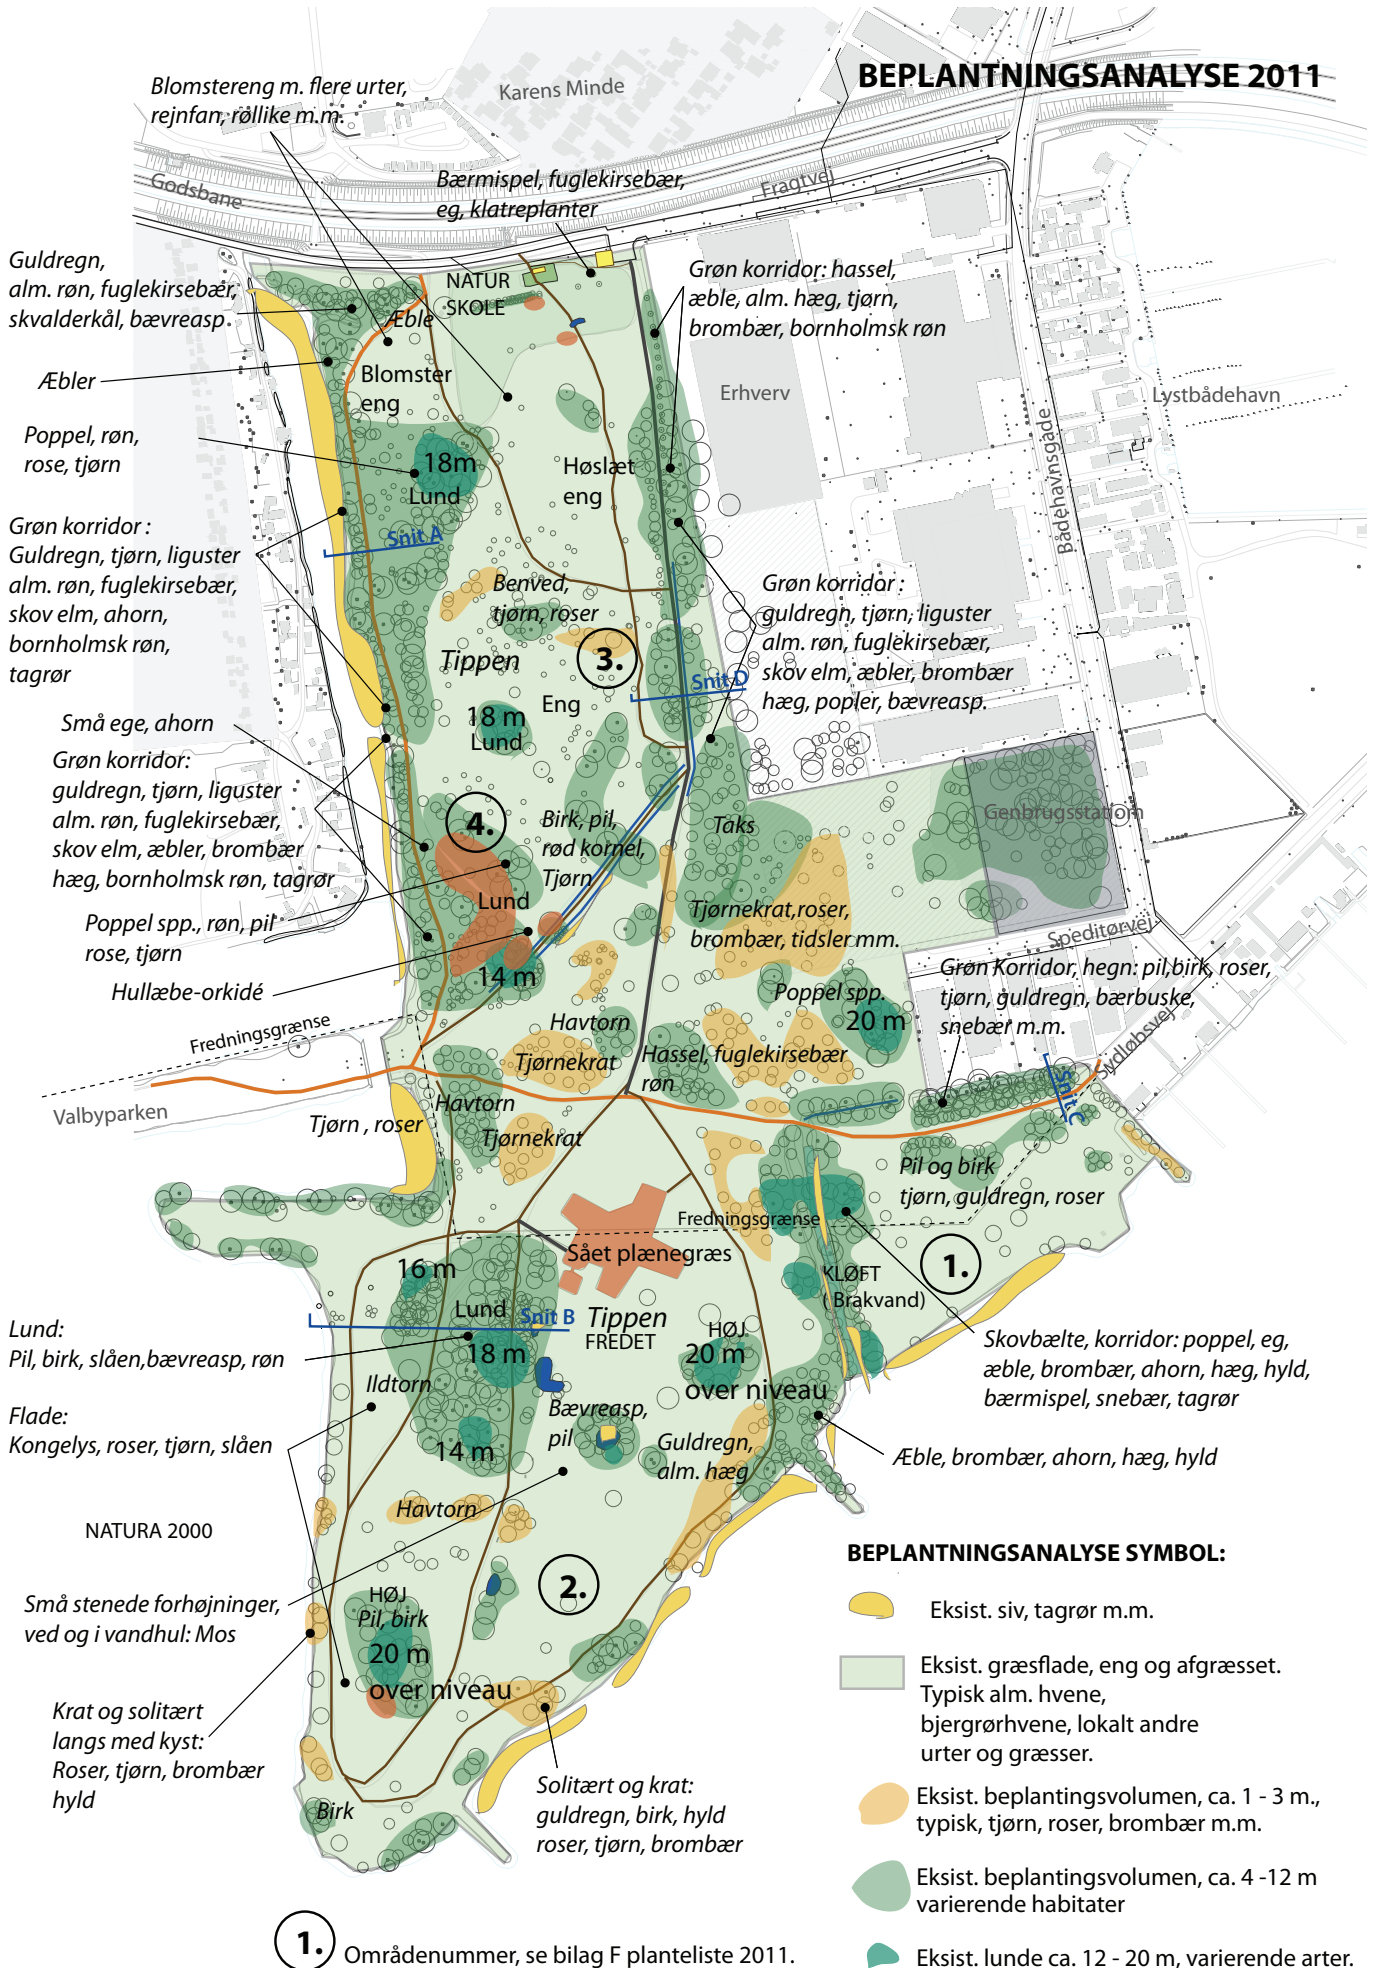 BEPLANTNINGSANALYSE 2011
Karens Minde
Blomstereng m. flere urter,
rejnfan, røllike m.m.
Godsbane
Fragtvej
Bærmispel, fuglekirsebær,
eg, klatreplanter
Guldregn,
alm. røn, fuglekirsebær,
skvalderkål, bævreasp
NATUR
SKOLE
Grøn korridor: hassel,
æble, alm. hæg, tjørn,
brombær, bornholmsk røn
Æble
Æbler
Blomster
eng
Erhverv
Lystbådehavn
Bådehavnsgade
Poppel, røn,
rose, tjørn
18m
Lund
Høslæt
eng
Grøn korridor :
Guldregn, tjørn, liguster
alm. røn, fuglekirsebær,
skov elm, ahorn,
bornholmsk røn,
tagrør
Snit A
Benved,
tjørn, roser
Grøn korridor :
guldregn, tjørn, liguster
alm. røn, fuglekirsebær,
skov elm, æbler, brombær
hæg, popler, bævreasp.
3.
Tippen
Snit D
Eng
18 m
Lund
Små ege, ahorn
Grøn korridor:
guldregn, tjørn, liguster
alm. røn, fuglekirsebær,
skov elm, æbler, brombær
hæg, bornholmsk røn, tagrør
4.
Birk, pil,
rød kornel,
Tjørn
Taks
Genbrugsstation
Lund
Poppel spp., røn, pil
rose, tjørn
Tjørnekrat,roser,
brombær, tidsler mm.
Speditørvej
Hullæbe-orkidé
14 m
Grøn Korridor, hegn: pil,birk, roser,
tjørn, guldregn, bærbuske,
snebær m.m.
Poppel spp.
20 m
Fredningsgrænse
Havtorn
Tjørnekrat
Hassel, fuglekirsebær
røn
Sydløbsvej
Snit C
Valbyparken
Tjørn , roser
Havtorn
Tjørnekrat
Pil og birk
tjørn, guldregn, roser
Fredningsgrænse
Sået plænegræs
1.
16 m
KLØFT
( Brakvand)
Lund
Snit B
Tippen
FREDET
HØJ
20 m
over niveau
Lund:
Pil, birk, slåen,bævreasp, røn
18 m
Skovbælte, korridor: poppel, eg,
æble, brombær, ahorn, hæg, hyld,
bærmispel, snebær, tagrør
Ildtorn
Flade:
Kongelys, roser, tjørn, slåen
Bævreasp,
pil
14 m
Guldregn,
alm. hæg
Æble, brombær, ahorn, hæg, hyld
Havtorn
NATURA 2000
2.
Små stenede forhøjninger,
ved og i vandhul: Mos
HØJ
Pil, birk
20 m
over niveau
Krat og solitært
langs med kyst:
Roser, tjørn, brombær
hyld
Birk
Solitært og krat:
guldregn, birk, hyld
roser, tjørn, brombær
BEPLANTNINGSANALYSE SYMBOL:
Eksist. siv, tagrør m.m.
Eksist. græsflade, eng og afgræsset.
Typisk alm. hvene,
bjergrørhvene, lokalt andre
urter og græsser.
Eksist. beplantingsvolumen, ca. 1 - 3 m.,
typisk, tjørn, roser, brombær m.m.
Eksist. beplantingsvolumen, ca. 4 -12 m
varierende habitater
Eksist. lunde ca. 12 - 20 m, varierende arter.
1.
Områdenummer, se bilag F planteliste 2011.